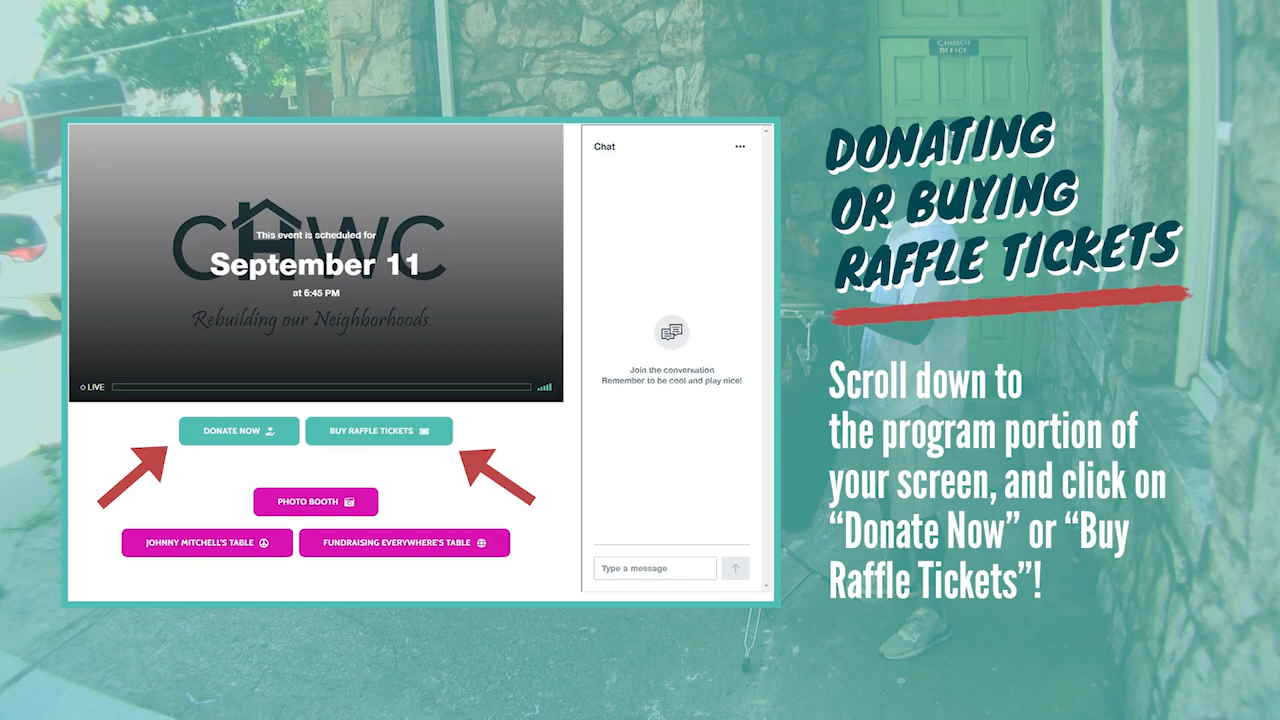 CHURCH
OFFICE
DONATING
OR BUYING
RAFFLE TICKETS
Scroll down to
the program portion of
your screen, and click on
“Donate Now” or “Buy
Raffle Tickets”!
CHWC
This event is scheduled for
September 11
at 6:45 PM
Rebuilding our Neighborhoods
LIVE
DONATE NOW
BUY RAFFLE TICKETS
PHOTO BOOTH
JOHNNY MITCHELL'S TABLE
FUNDRAISING EVERYWHERE'S TABLE
Chat
Join the conversation
Remember to be cool and play nice!
Type a message